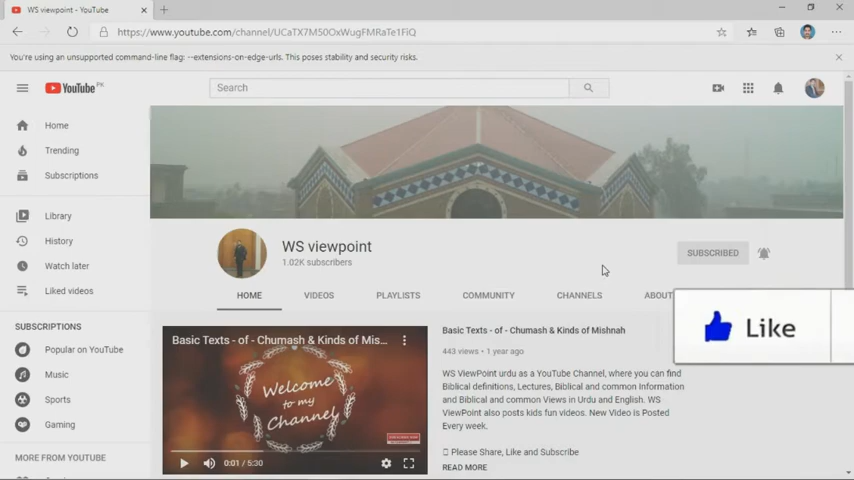 WS viewpoint - YouTube
https://www.youtube.com/channel/UCaTX7M50OxWugFMRaTe1FiQ
You're using an unsupported command-line flag: --extensions-on-edge-urls. This poses stability and security risks.
YouTube PK
Search
Home
Trending
Subscriptions
Library
History
Watch later
Liked videos
SUBSCRIPTIONS
Popular on YouTube
Music
Sports
Gaming
MORE FROM YOUTUBE
WS viewpoint
1.02K subscribers
SUBSCRIBED
HOME VIDEOS PLAYLISTS COMMUNITY CHANNELS ABOUT
Like
Basic Texts - of - Chumash & Kinds of Mis...
Welcome
to my
Channel
0:01 / 5:30
Basic Texts - of - Chumash & Kinds of Mishnah
443 views • 1 year ago
WS ViewPoint urdu as a YouTube Channel, where you can find
Biblical definitions, Lectures, Biblical and common Information
and Biblical and common Views in Urdu and English. WS
ViewPoint also posts kids fun videos. New Video is Posted
Every week.
Please Share, Like and Subscribe
READ MORE